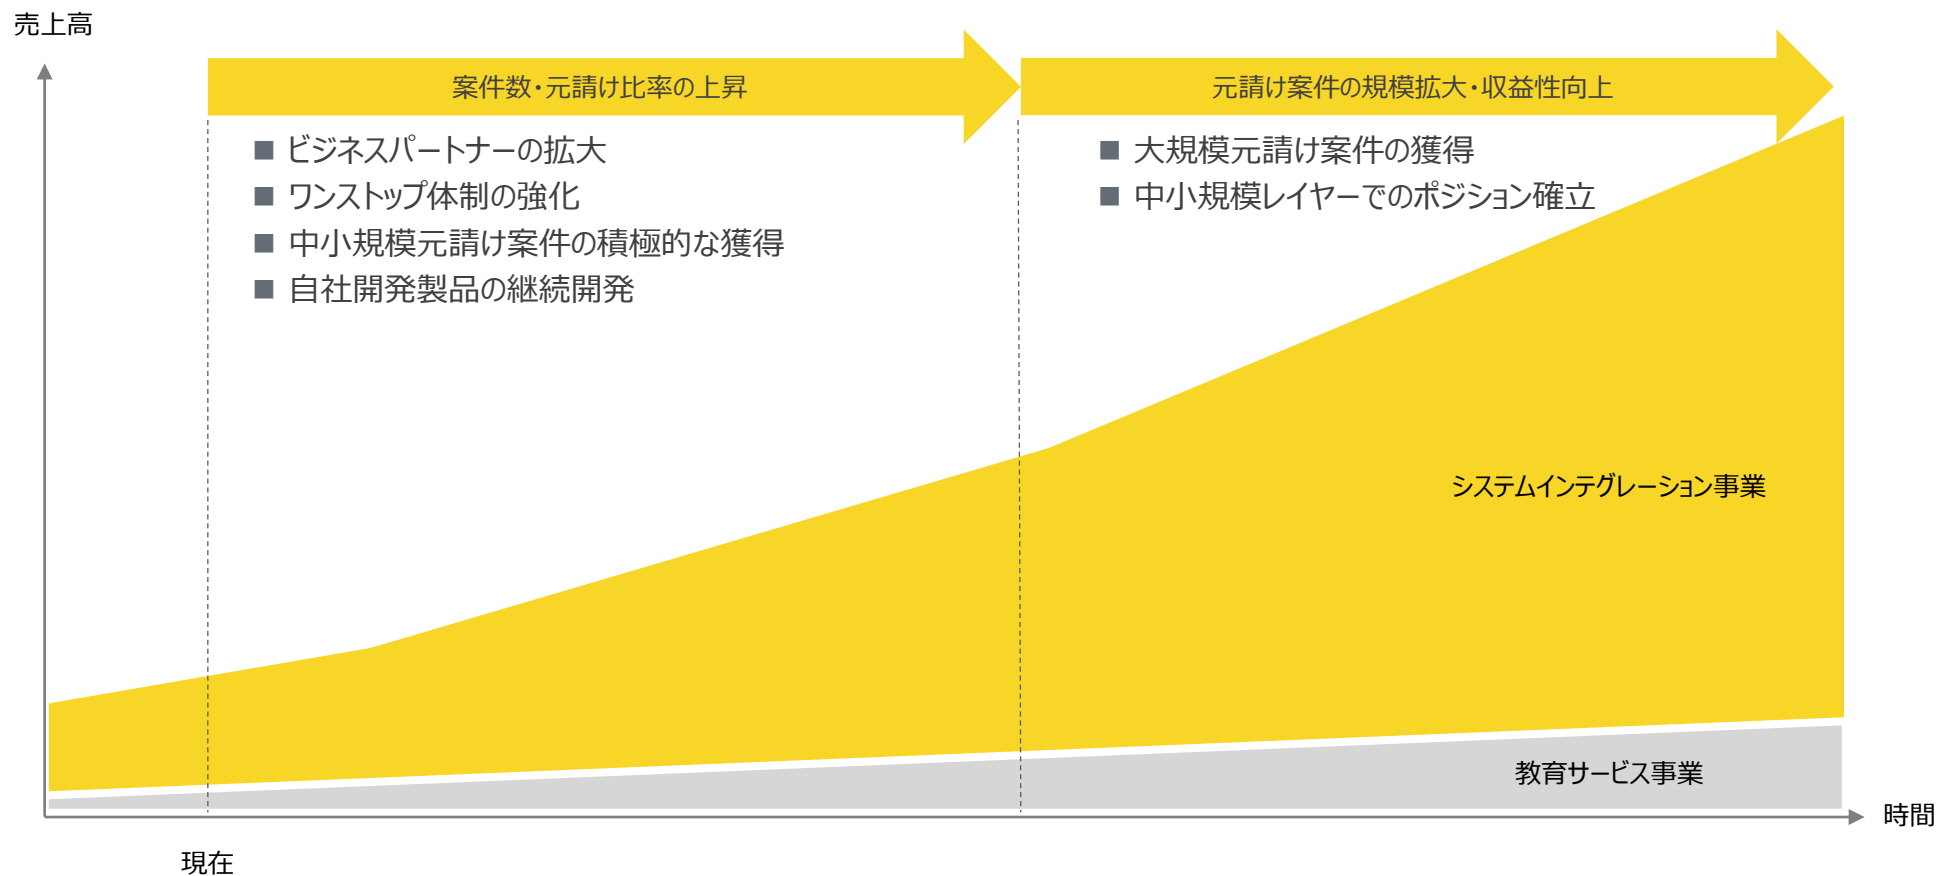 売上高
案件数・元請け比率の上昇
元請け案件の規模拡大・収益性向上
■ ビジネスパートナーの拡大
■ ワンストップ体制の強化
■ 中小規模元請け案件の積極的な獲得
■ 自社開発製品の継続開発
■ 大規模元請け案件の獲得
■ 中小規模レイヤーでのポジション確立
システムインテグレーション事業
教育サービス事業
時間
現在